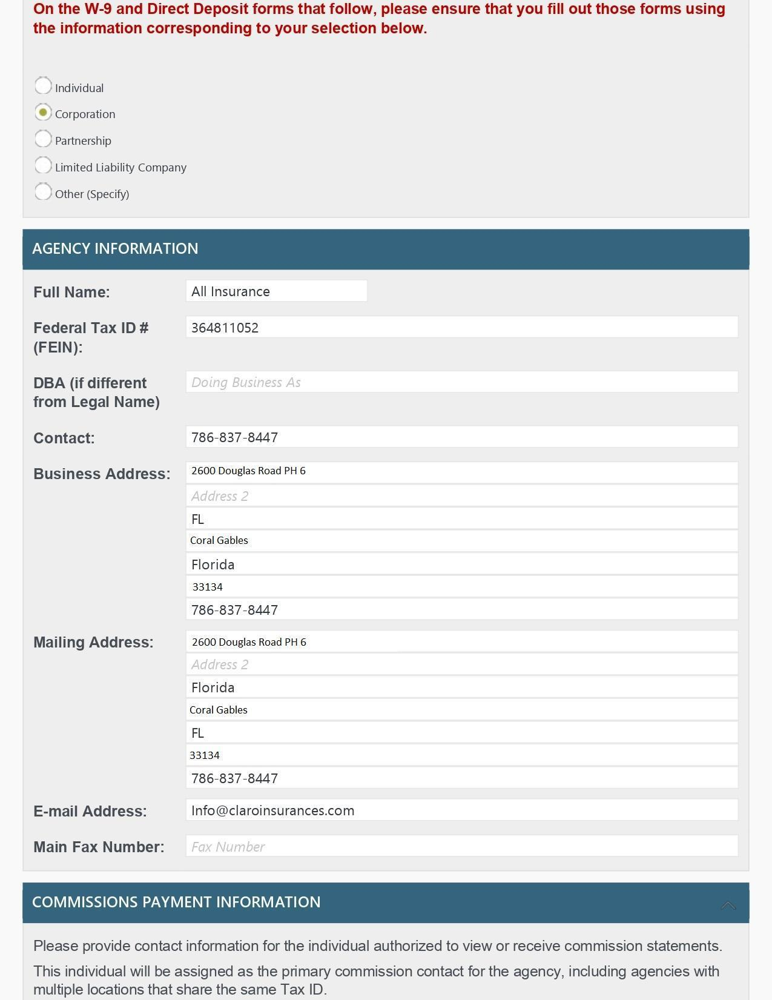 On the W-9 and Direct Deposit forms that follow, please ensure that you fill out those forms using
the information corresponding to your selection below.
Individual
Corporation
Partnership
Limited Liability Company
Other (Specify)
AGENCY INFORMATION
Full Name: All Insurance
Federal Tax ID # 364811052
(FEIN):
DBA (if different Doing Business As
from Legal Name)
Contact: 786-837-8447
Business Address: 2600 Douglas Road PH 6
Address 2
FL
Coral Gables
Florida
33134
786-837-8447
Mailing Address: 2600 Douglas Road PH 6
Address 2
Florida
Coral Gables
FL
33134
786-837-8447
E-mail Address: Info@claroinsurances.com
Main Fax Number: Fax Number
COMMISSIONS PAYMENT INFORMATION
Please provide contact information for the individual authorized to view or receive commission statements.
This individual will be assigned as the primary commission contact for the agency, including agencies with
multiple locations that share the same Tax ID.